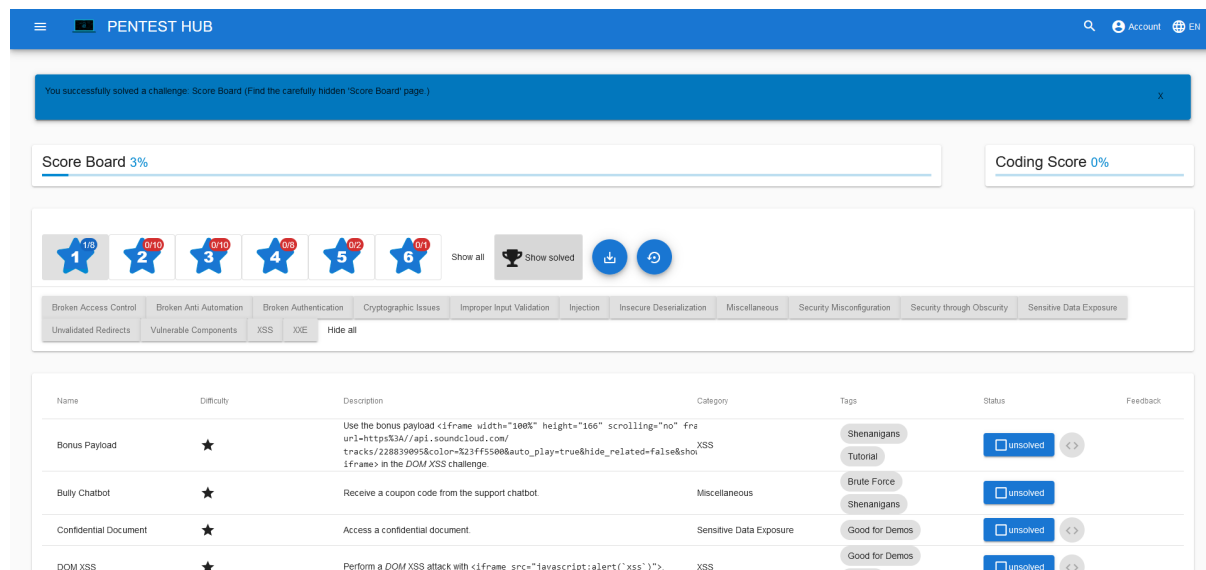 PENTEST HUB
Account
EN
You successfully solved a challenge: Score Board (Find the carefully hidden 'Score Board' page.)
X
Score Board 3%
Coding Score 0%
1 1/8
2 0/10
3 0/10
4 0/8
5 0/2
6 0/1
Show all
Show solved
Broken Access Control
Broken Anti Automation
Broken Authentication
Cryptographic Issues
Improper Input Validation
Injection
Insecure Deserialization
Miscellaneous
Security Misconfiguration
Security through Obscurity
Sensitive Data Exposure
Unvalidated Redirects
Vulnerable Components
XSS
XXE
Hide all
Name
Difficulty
Description
Category
Tags
Status
Feedback
Bonus Payload
Use the bonus payload <iframe width="100%" height="166" scrolling="no" fra
url=https%3A//api.soundcloud.com/
tracks/228839095&color=%23ff5500&auto_play=true&hide_related=false&show
iframe> in the DOM XSS challenge.
XSS
Shenanigans
Tutorial
unsolved
<>
Bully Chatbot
Receive a coupon code from the support chatbot.
Miscellaneous
Brute Force
Shenanigans
unsolved
Confidential Document
Access a confidential document.
Sensitive Data Exposure
Good for Demos
unsolved
<>
DOM XSS
Perform a DOM XSS attack with <iframe src="javascript:alert(`xss`)">.
XSS
Good for Demos
unsolved